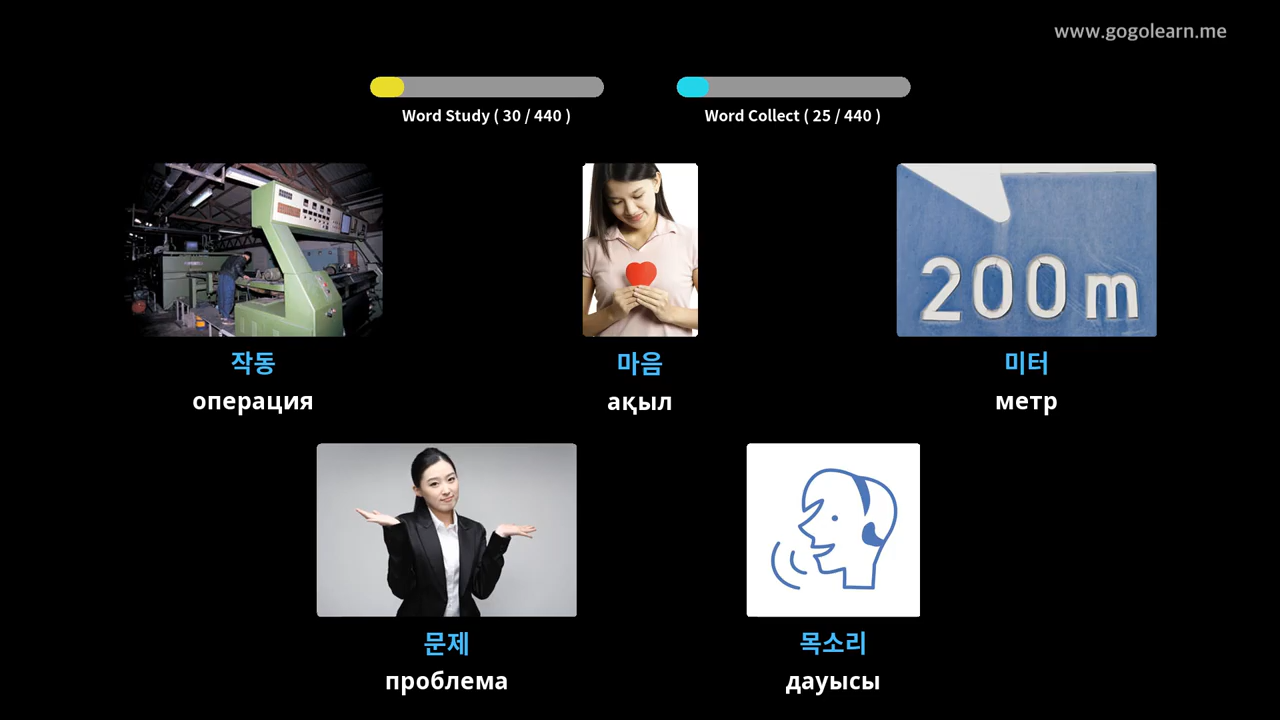 www.gogolearn.me
Word Study ( 30 / 440 )
Word Collect ( 25 / 440 )
200 m
작동
마음
미터
операция
ақыл
метр
문제
목소리
проблема
дауысы